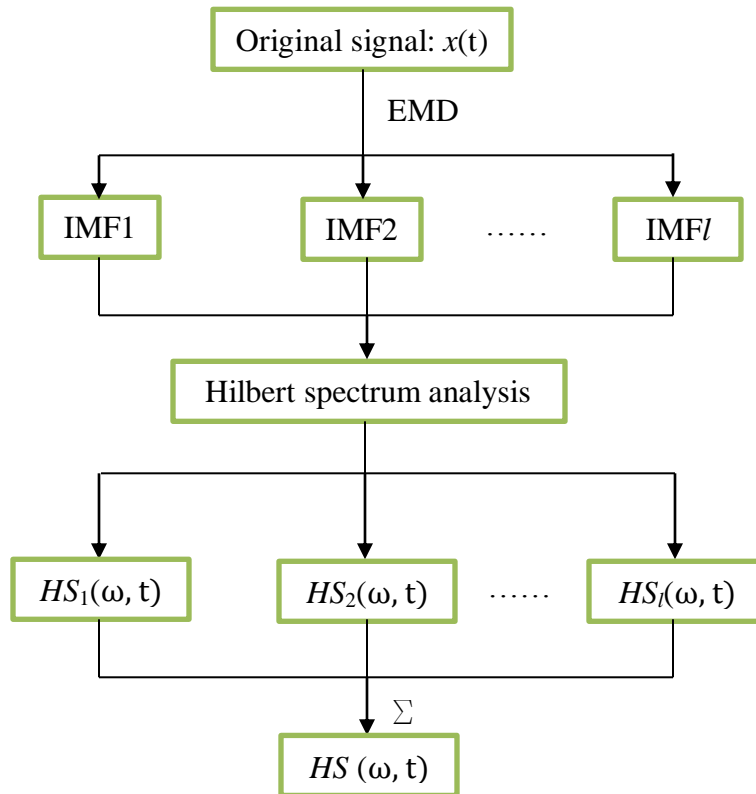 Original signal: x(t)
EMD
IMF1 IMF2 ...... IMFl
Hilbert spectrum analysis
HS₁(ω, t) HS₂(ω, t) ...... HSₗ(ω, t)
∑
HS (ω, t)